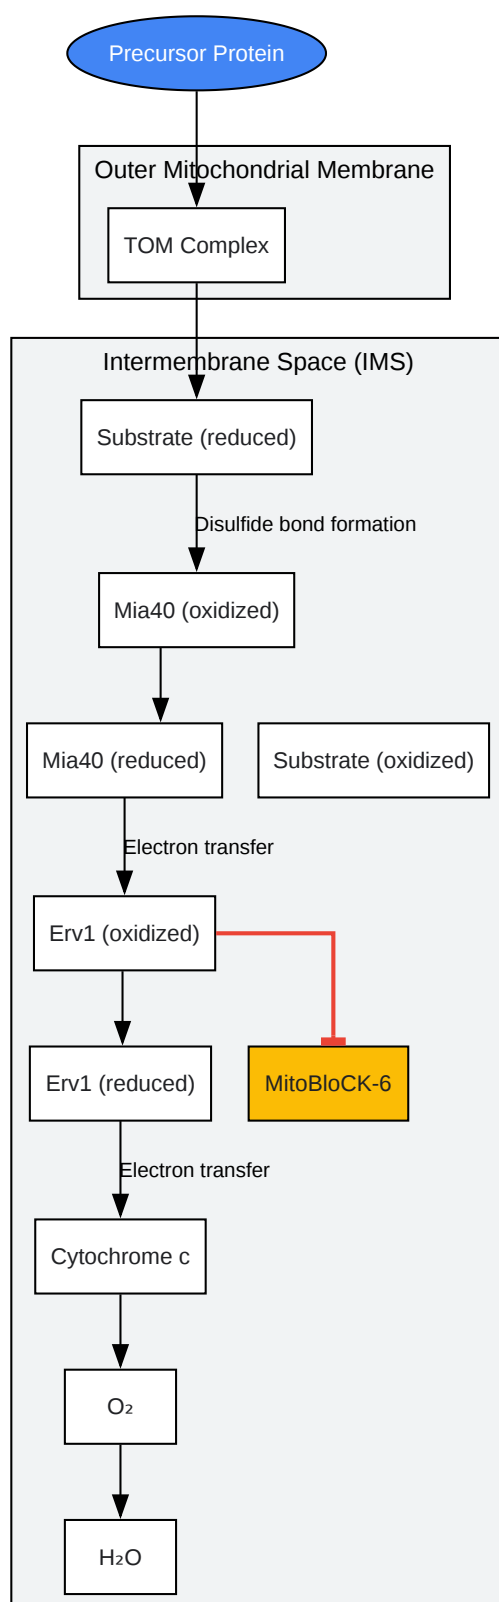 Precursor Protein
Outer Mitochondrial Membrane
TOM Complex
Intermembrane Space (IMS)
Substrate (reduced)
Disulfide bond formation
Mia40 (oxidized)
Mia40 (reduced)
Substrate (oxidized)
Electron transfer
Erv1 (oxidized)
Erv1 (reduced)
MitoBloCK-6
Electron transfer
Cytochrome c
O₂
H₂O